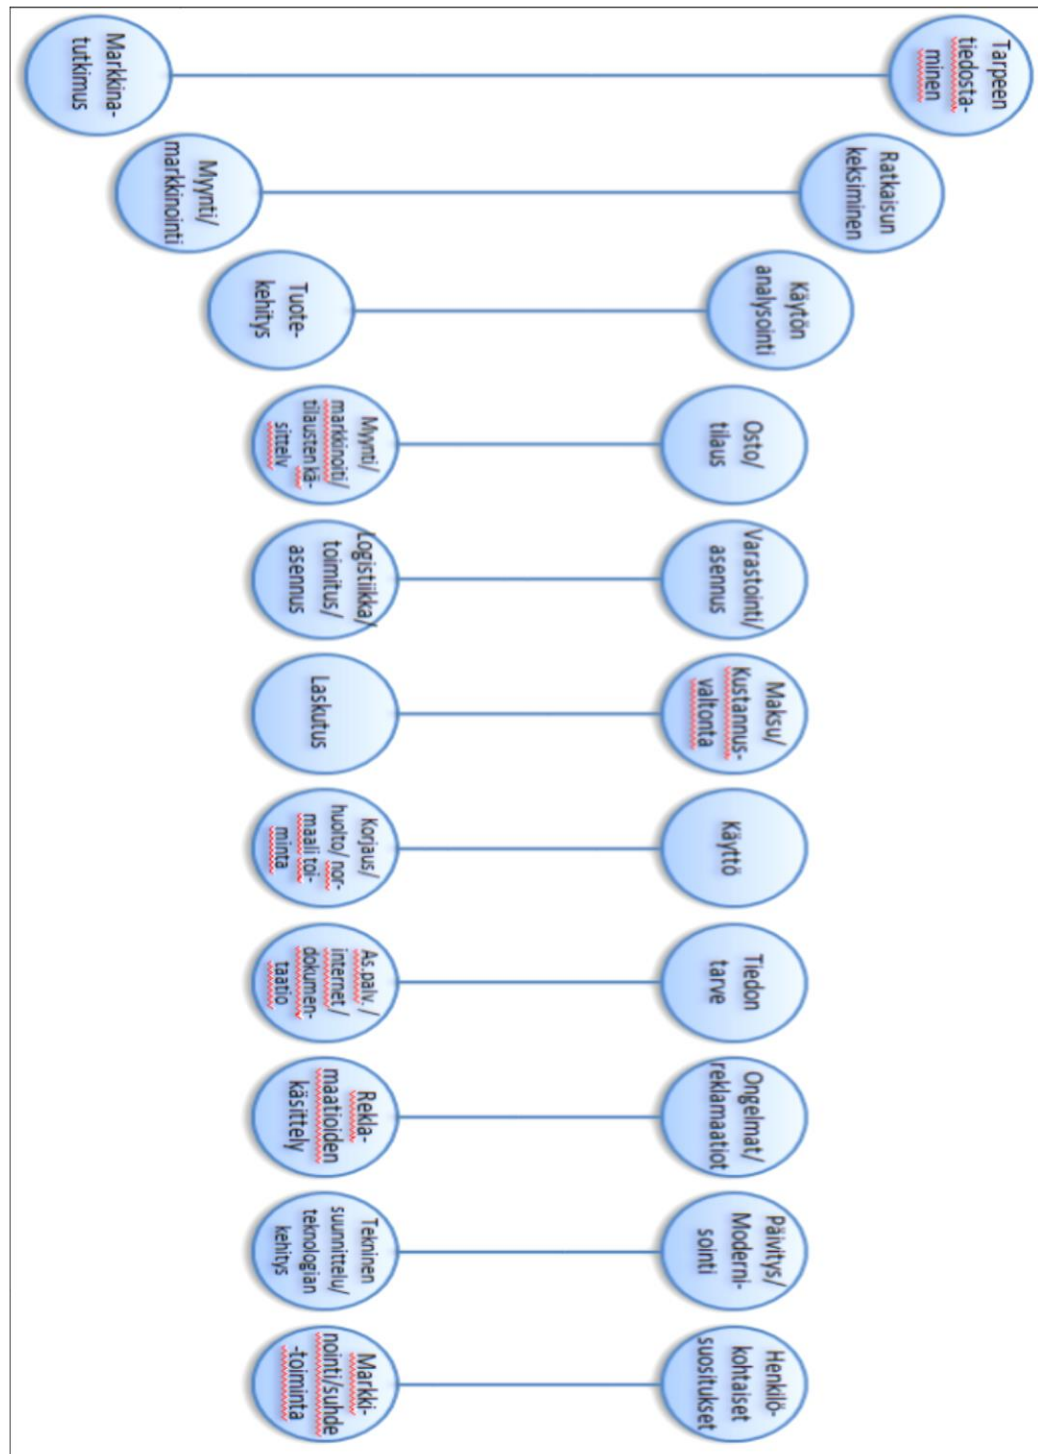 Tarpeen
tiedosta-
minen
Ratkaisun
keksiminen
Käytön
analysointi
Osto/
tilaus
Varastointi/
asennus
Maksu/
Kustannus-
valtonta
Käyttö
Tiedon
tarve
Ongelmat/
reklamaatiot
Päivitys/
Moderni-
sointi
Henkilö-
kohtaiset
suositukset
Markkina-
tutkimus
Myynti/
markkinointi
Tuote-
kehitys
Myynti/
markkinoiti/
tilausten kä-
sittely
Logistiikka/
toimitus/
asennus
Laskutus
Korjaus/
huolto/ nor-
maali toi-
minta
As.palv./
internet/
dokumen-
taatio
Rekla-
maatioiden
käsittely
Tekninen
suunnittelu/
teknologian
kehitys
Markki-
nointi/suhde
-toiminta